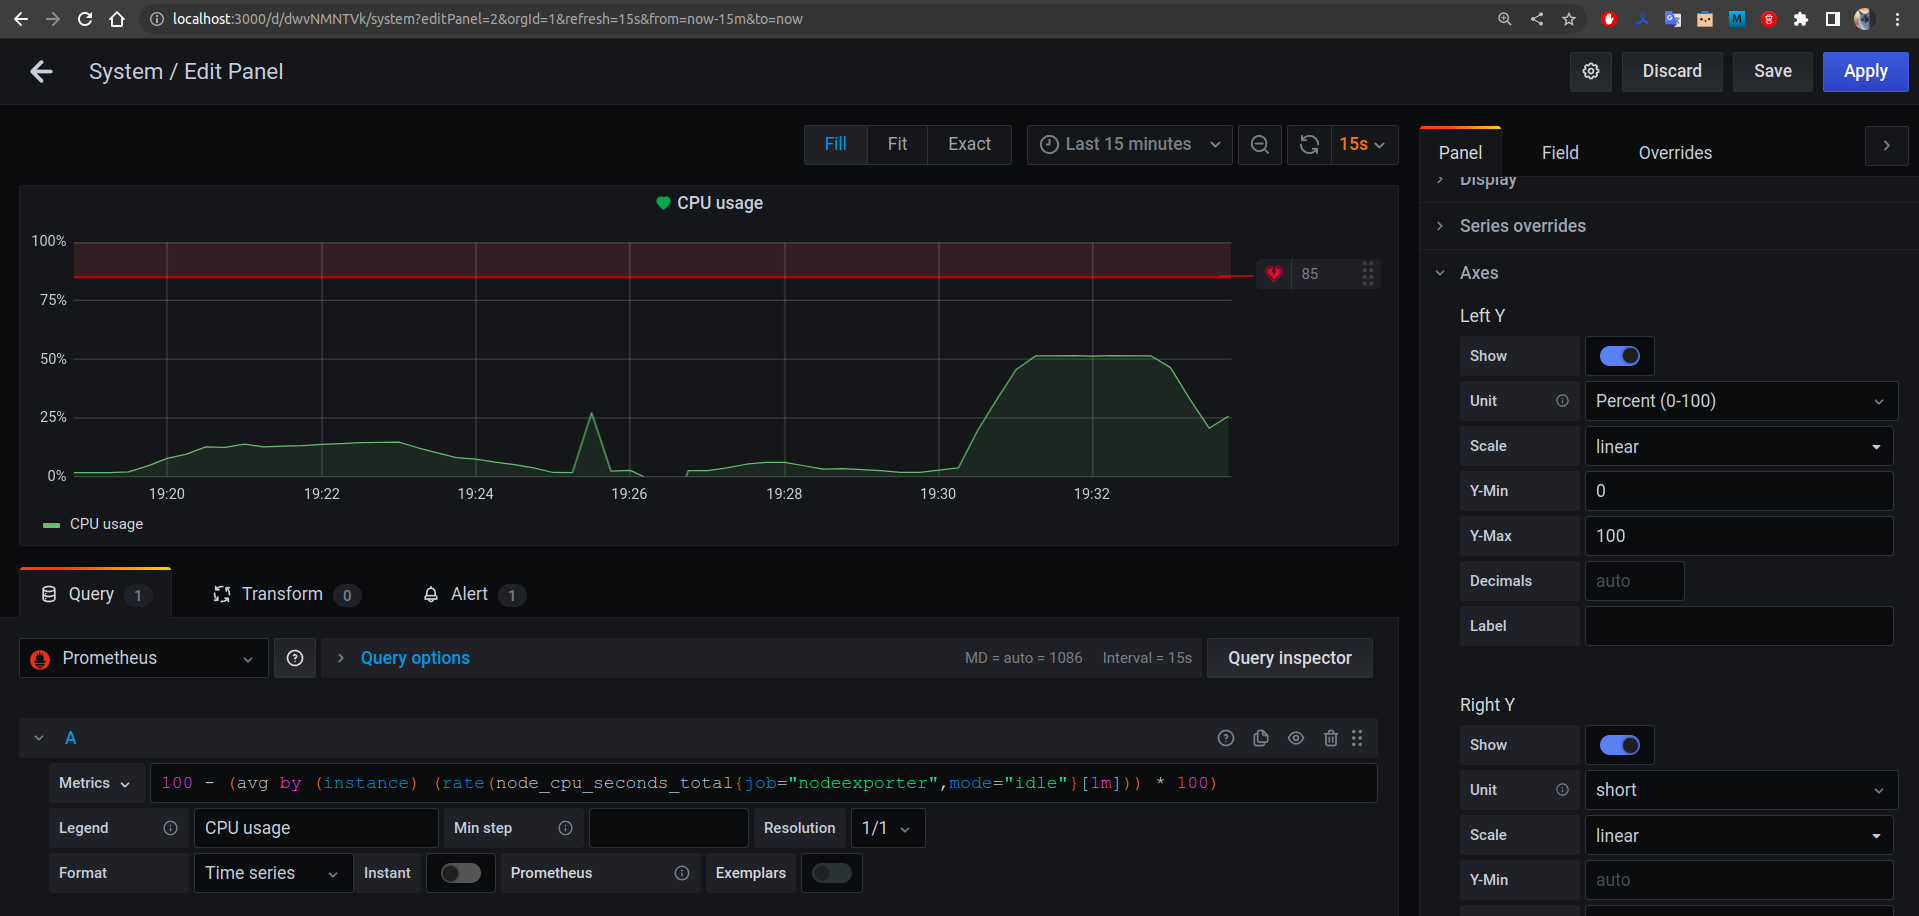 localhost:3000/d/dwvNMNTVk/system?editPanel=2&orgId=1&refresh=15s&from=now-15m&to=now
System / Edit Panel
Discard
Save
Apply
Fill
Fit
Exact
Last 15 minutes
15s
Panel
Field
Overrides
CPU usage
100%
75%
50%
25%
0%
85
19:20
19:22
19:24
19:26
19:28
19:30
19:32
CPU usage
Display
Series overrides
Axes
Left Y
Show
Unit
Percent (0-100)
Scale
linear
Y-Min
0
Y-Max
100
Decimals
auto
Label
Right Y
Show
Unit
short
Scale
linear
Y-Min
auto
Query 1
Transform 0
Alert 1
Prometheus
Query options
MD = auto = 1086
Interval = 15s
Query inspector
A
Metrics
100 - (avg by (instance) (rate(node_cpu_seconds_total{job="nodeexporter",mode="idle"}[1m])) * 100)
Legend
CPU usage
Min step
Resolution
1/1
Format
Time series
Instant
Prometheus
Exemplars